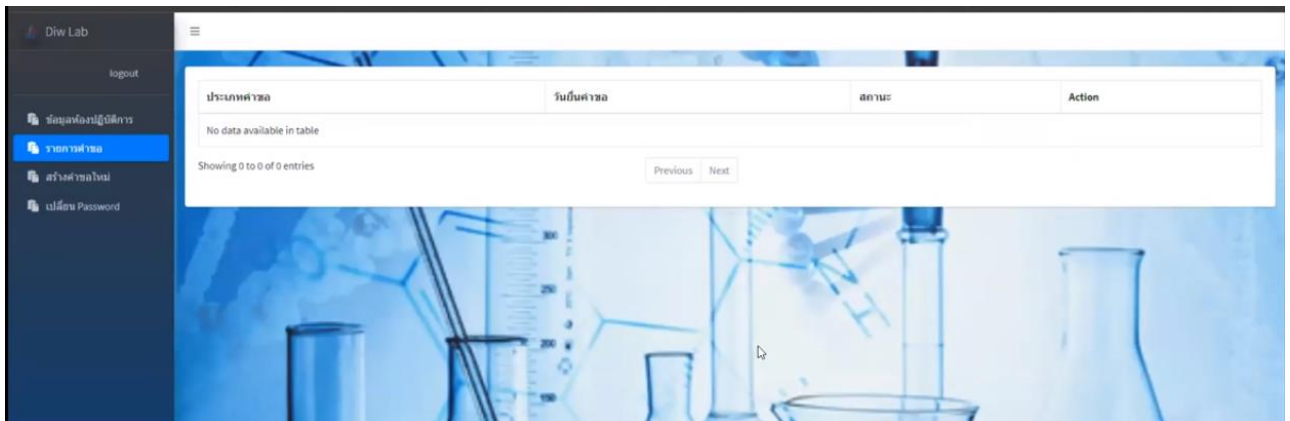 Diw Lab
logout
ข้อมูลห้องปฏิบัติการ
รายการคำขอ
สร้างคำขอใหม่
เปลี่ยน Password
ประเภทคำขอ วันยื่นคำขอ สถานะ Action
No data available in table
Showing 0 to 0 of 0 entries
Previous Next
300
250
200
150